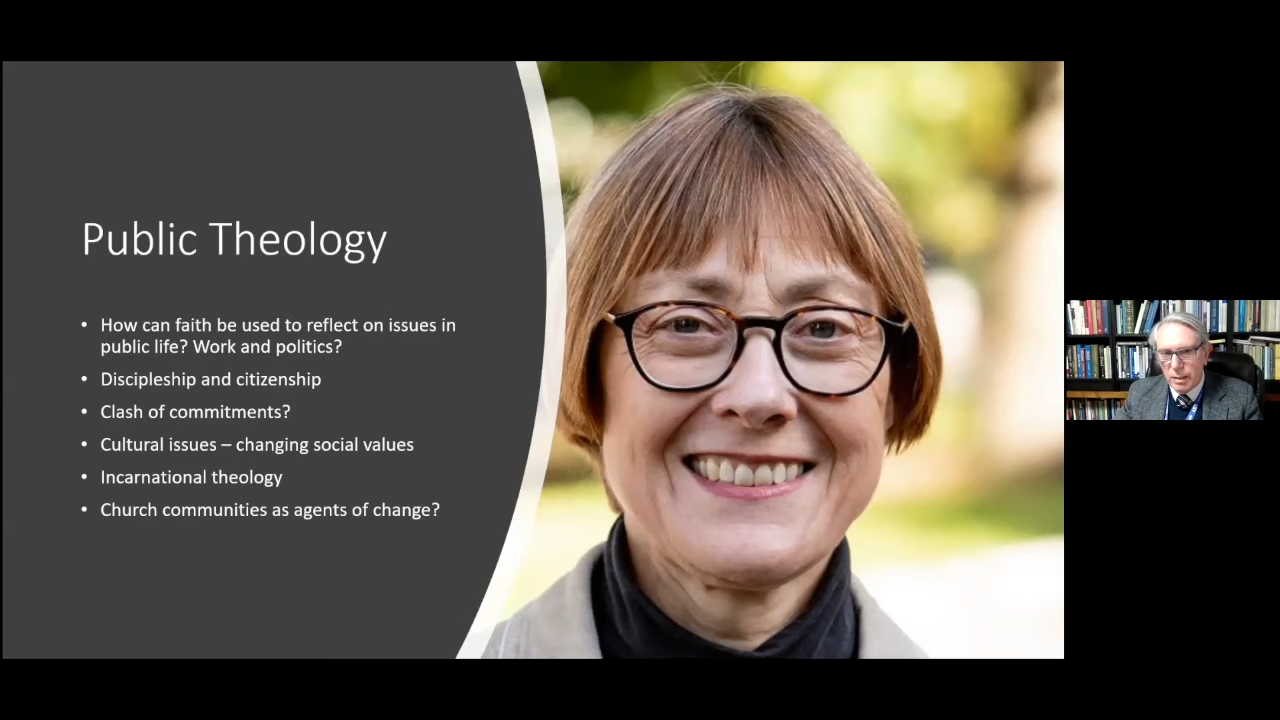 Public Theology
• How can faith be used to reflect on issues in
public life? Work and politics?
• Discipleship and citizenship
• Clash of commitments?
• Cultural issues – changing social values
• Incarnational theology
• Church communities as agents of change?